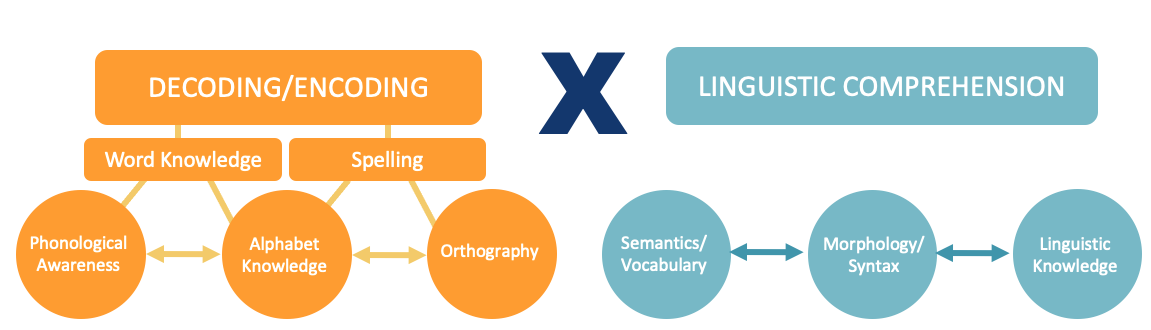 DECODING/ENCODING
X
LINGUISTIC COMPREHENSION
Word Knowledge
Spelling
Phonological
Awareness
Alphabet
Knowledge
Orthography
Semantics/
Vocabulary
Morphology/
Syntax
Linguistic
Knowledge